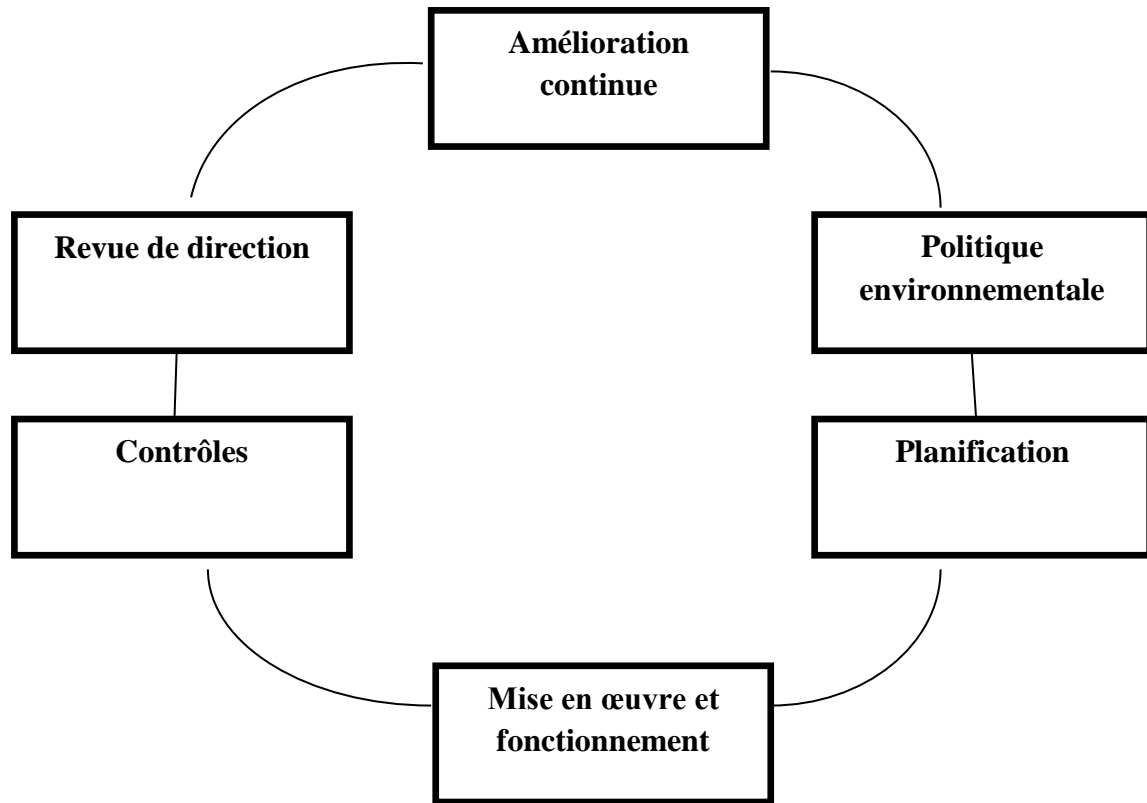 Amélioration
continue
Revue de direction
Politique
environnementale
Contrôles
Planification
Mise en œuvre et
fonctionnement